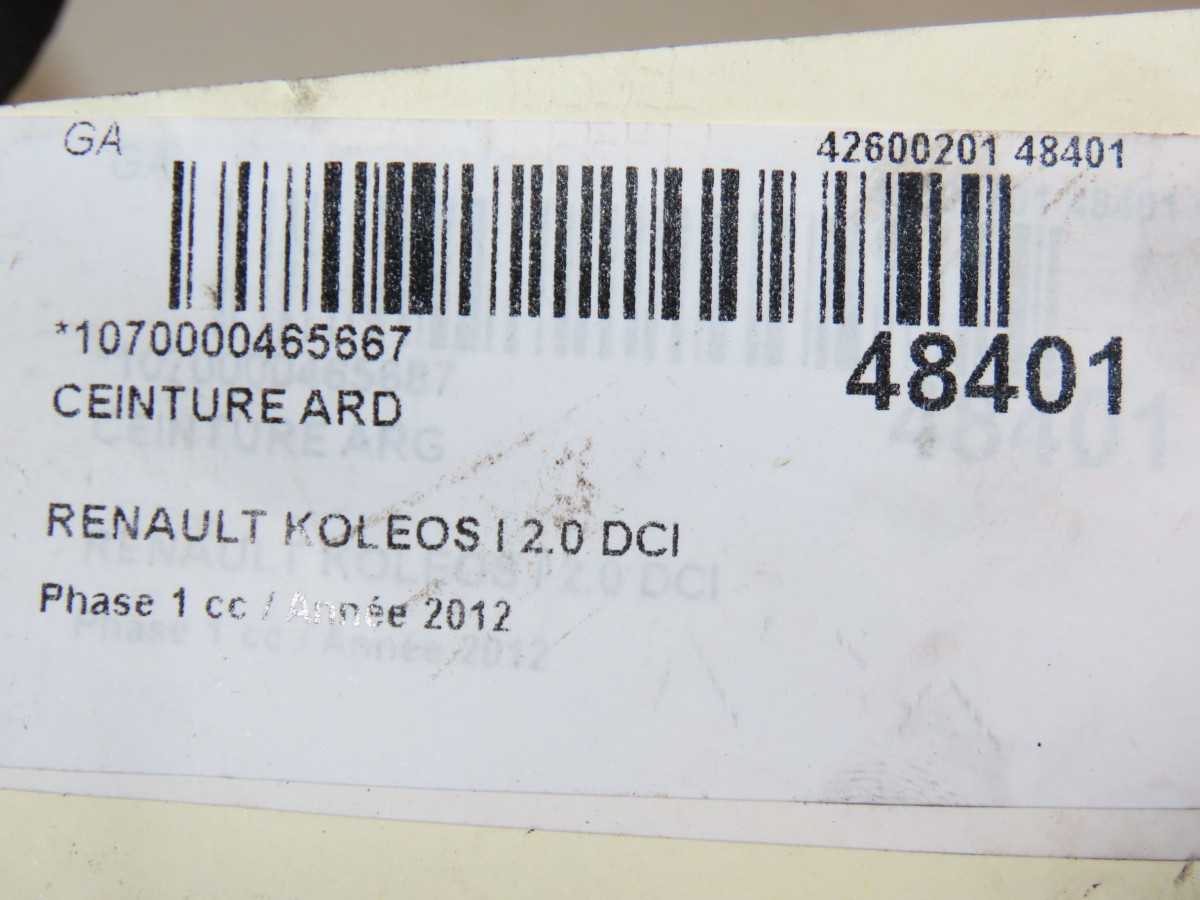 GA
42600201 48401
*1070000465667
48401
CEINTURE ARD
RENAULT KOLEOS I 2.0 DCI
Phase 1 cc / Année 2012